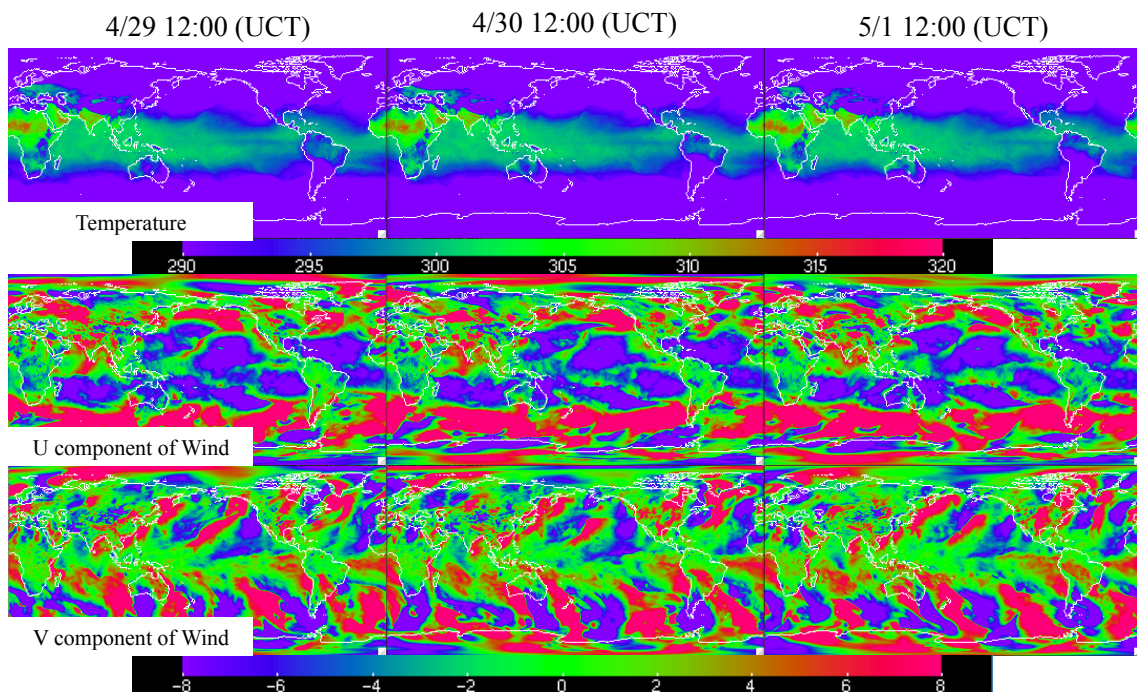 4/29 12:00 (UCT) 4/30 12:00 (UCT) 5/1 12:00 (UCT)
Temperature
290 295 300 305 310 315 320
U component of Wind
V component of Wind
-8 -6 -4 -2 0 2 4 6 8